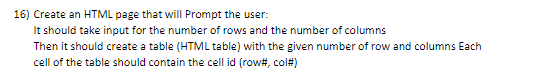 16) Create an HTML page that will Prompt the user:
It should take input for the number of rows and the number of columns
Then it should create a table (HTML table) with the given number of row and columns Each
cell of the table should contain the cell id (row#, col#)